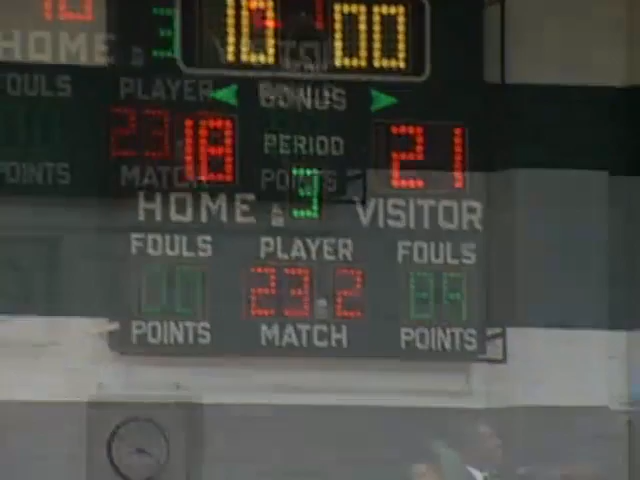 10 00
BONUS
18 PERIOD 21
3
HOME VISITOR
FOULS PLAYER FOULS
23.2
POINTS MATCH POINTS
HOME 3
FOULS PLAYER
23
POINTS MATCH